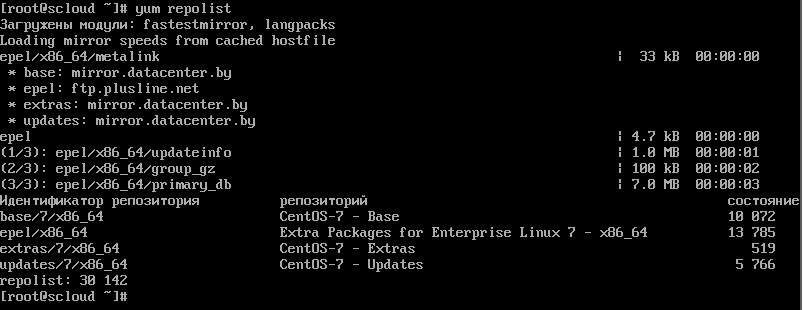 [root@scloud ~]# yum repolist
Загружены модули: fastestmirror, langpacks
Loading mirror speeds from cached hostfile
epel/x86_64/metalink | 33 kB 00:00:00
* base: mirror.datacenter.by
* epel: ftp.plusline.net
* extras: mirror.datacenter.by
* updates: mirror.datacenter.by
epel | 4.7 kB 00:00:00
(1/3): epel/x86_64/updateinfo | 1.0 MB 00:00:01
(2/3): epel/x86_64/group_gz | 100 kB 00:00:02
(3/3): epel/x86_64/primary_db | 7.0 MB 00:00:03
Идентификатор репозитория репозиторий состояние
base/7/x86_64 CentOS-7 - Base 10 072
epel/x86_64 Extra Packages for Enterprise Linux 7 - x86_64 13 785
extras/7/x86_64 CentOS-7 - Extras 519
updates/7/x86_64 CentOS-7 - Updates 5 766
repolist: 30 142
[root@scloud ~]#